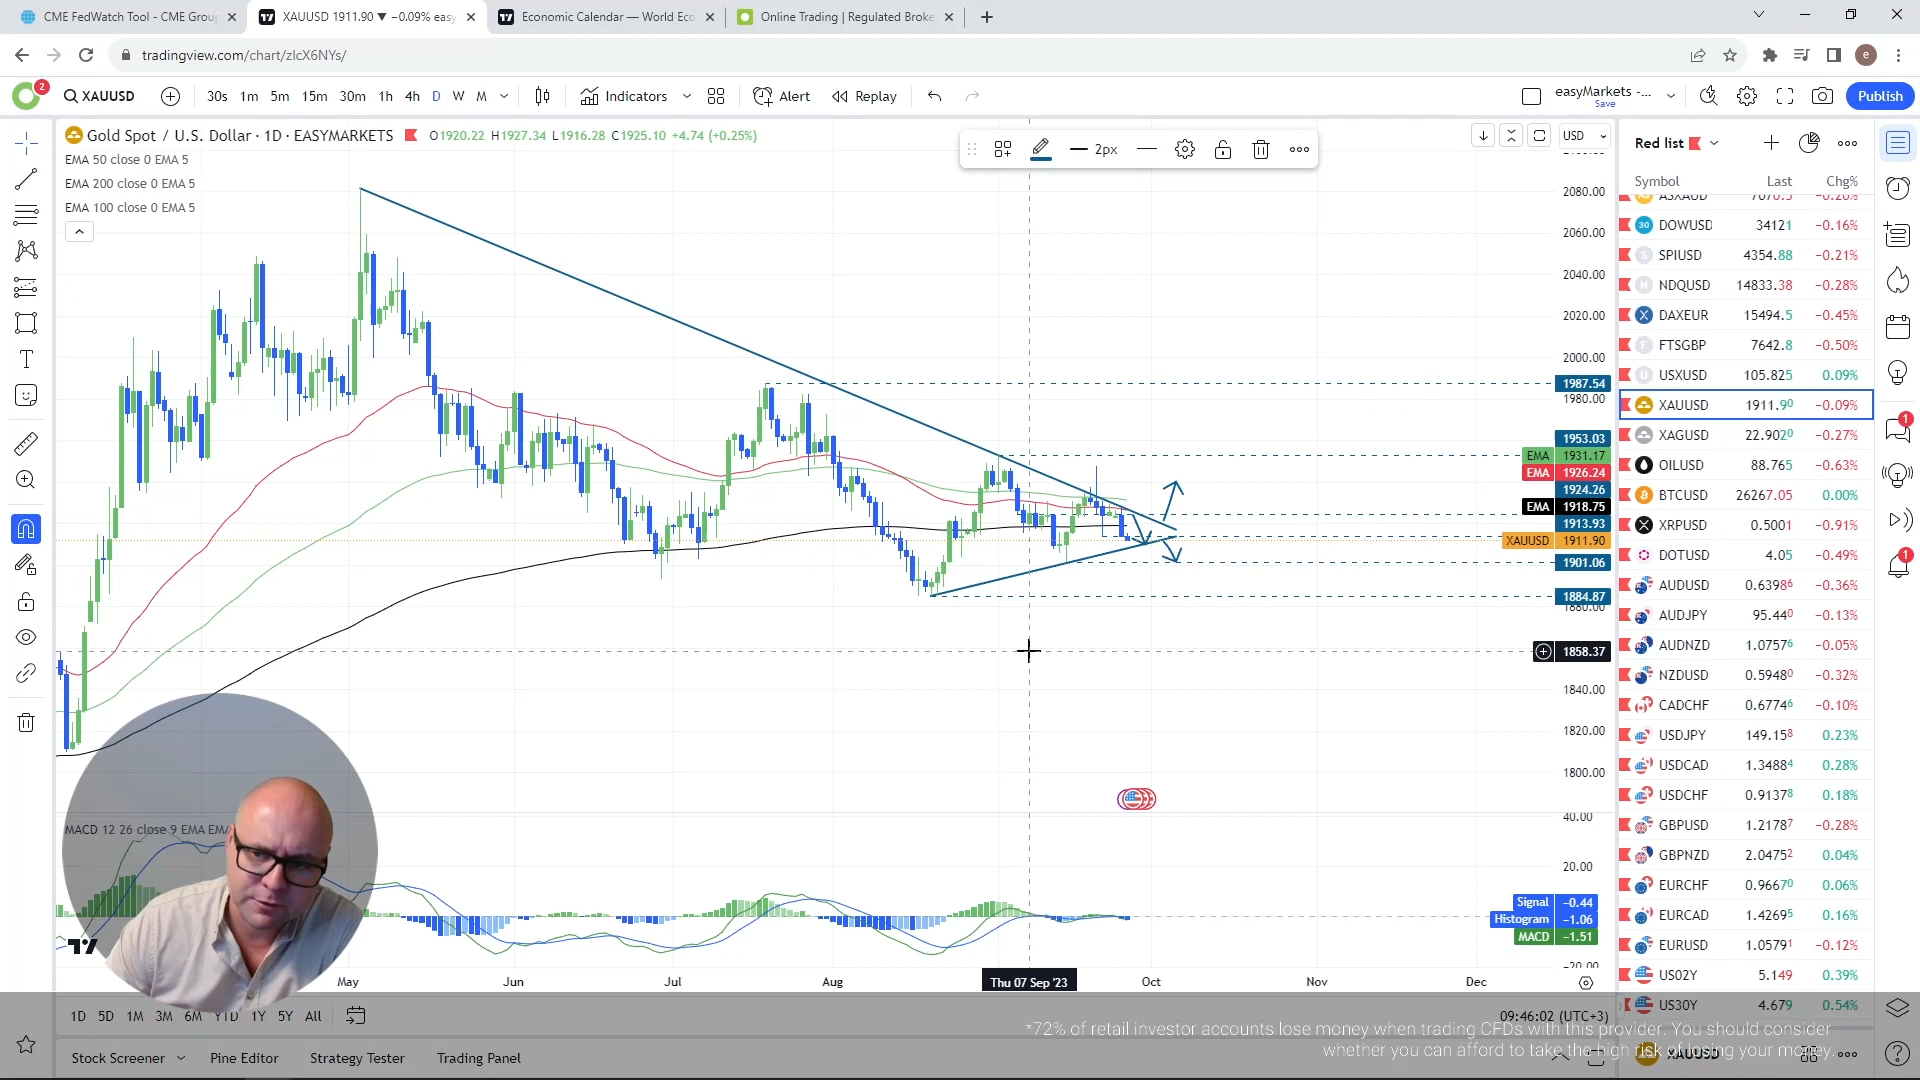 CME FedWatch Tool - CME Grou
XAUUSD 1911.90 ▼ −0.09% easy
Economic Calendar — World Eco
Online Trading | Regulated Broke
tradingview.com/chart/zIcX6NYs/
e
2
XAUUSD
30s 1m 5m 15m 30m 1h 4h D W M
Indicators
Alert
Replay
easyMarkets -...
Save
Publish
Gold Spot / U.S. Dollar · 1D · EASYMARKETS
O1920.22 H1927.34 L1916.28 C1925.10 +4.74 (+0.25%)
EMA 50 close 0 EMA 5
EMA 200 close 0 EMA 5
EMA 100 close 0 EMA 5
2px
USD
2080.00
2060.00
2040.00
2020.00
2000.00
1987.54
1980.00
1953.03
EMA 1931.17
EMA 1926.24
1924.26
EMA 1918.75
1913.93
XAUUSD 1911.90
1901.06
1884.87
1880.00
1858.37
1840.00
1820.00
1800.00
MACD 12 26 close 9 EMA EMA
40.00
20.00
Signal −0.44
Histogram −1.06
MACD −1.51
−20.00
May Jun Jul Aug Thu 07 Sep '23 Oct Nov Dec
1D 5D 1M 3M 6M YTD 1Y 5Y All
09:46:02 (UTC+3)
Stock Screener
Pine Editor
Strategy Tester
Trading Panel
*72% of retail investor accounts lose money when trading CFDs with this provider. You should consider
whether you can afford to take the high risk of losing your money.
Red list
Symbol Last Chg%
ASXAUD 7070.5 −0.20%
DOWUSD 34121 −0.16%
SPIUSD 4354.88 −0.21%
NDQUSD 14833.38 −0.28%
DAXEUR 15494.5 −0.45%
FTSGBP 7642.8 −0.50%
USXUSD 105.825 0.09%
XAUUSD 1911.90 −0.09%
XAGUSD 22.9020 −0.27%
OILUSD 88.765 −0.63%
BTCUSD 26267.05 0.00%
XRPUSD 0.5001 −0.91%
DOTUSD 4.05 −0.49%
AUDUSD 0.63986 −0.36%
AUDJPY 95.440 −0.13%
AUDNZD 1.07576 −0.05%
NZDUSD 0.59480 −0.32%
CADCHF 0.67746 −0.10%
USDJPY 149.158 0.23%
USDCAD 1.34884 0.28%
USDCHF 0.91378 0.18%
GBPUSD 1.21787 −0.28%
GBPNZD 2.04752 0.04%
EURCHF 0.96670 0.06%
EURCAD 1.42695 0.16%
EURUSD 1.05791 −0.12%
US02Y 5.149 0.39%
US30Y 4.679 0.54%
XAUUSD
30
1
1